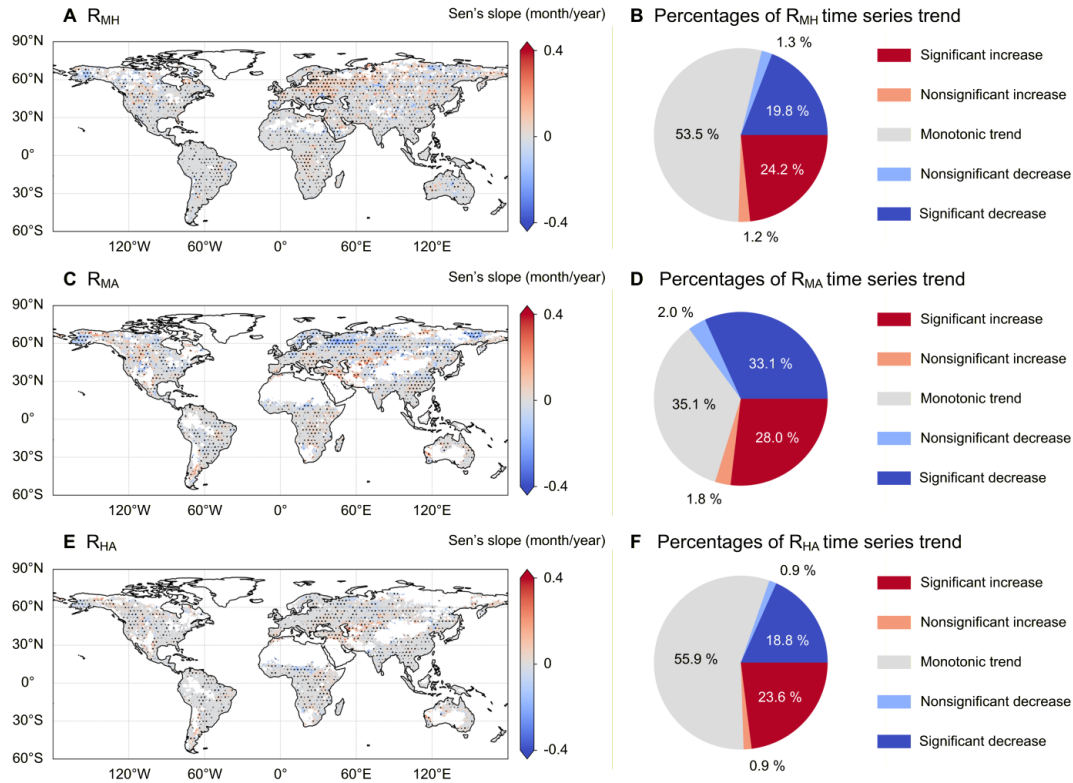 A R_MH Sen's slope (month/year)
90°N
60°N
30°N
0°
30°S
60°S
120°W 60°W 0° 60°E 120°E
0.4
0
-0.4
B Percentages of R_MH time series trend
1.3 %
19.8 %
53.5 %
24.2 %
1.2 %
Significant increase
Nonsignificant increase
Monotonic trend
Nonsignificant decrease
Significant decrease
C R_MA Sen's slope (month/year)
90°N
60°N
30°N
0°
30°S
60°S
120°W 60°W 0° 60°E 120°E
0.4
0
-0.4
D Percentages of R_MA time series trend
2.0 %
33.1 %
35.1 %
28.0 %
1.8 %
Significant increase
Nonsignificant increase
Monotonic trend
Nonsignificant decrease
Significant decrease
E R_HA Sen's slope (month/year)
90°N
60°N
30°N
0°
30°S
60°S
120°W 60°W 0° 60°E 120°E
0.4
0
-0.4
F Percentages of R_HA time series trend
0.9 %
18.8 %
55.9 %
23.6 %
0.9 %
Significant increase
Nonsignificant increase
Monotonic trend
Nonsignificant decrease
Significant decrease